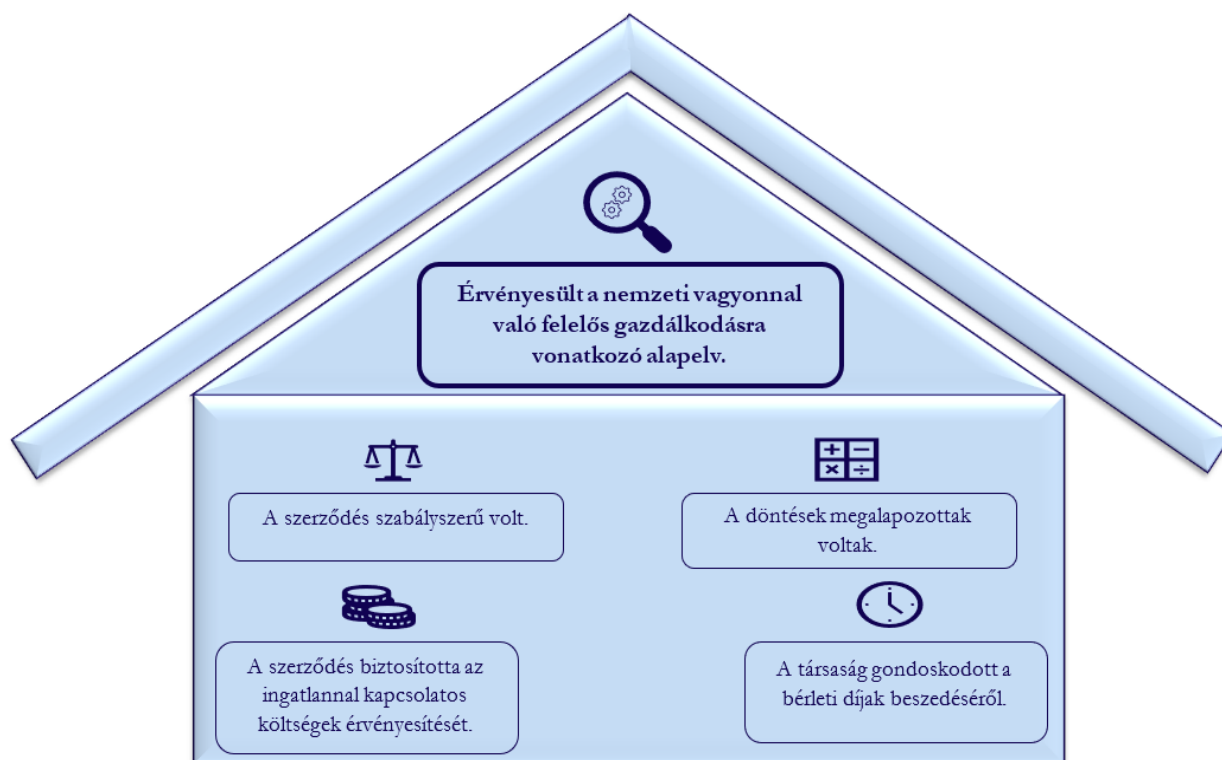 Érvényesült a nemzeti vagyonnal
való felelős gazdálkodásra
vonatkozó alapelv.
A szerződés szabályszerű volt.
A döntések megalapozottak
voltak.
A szerződés biztosította az
ingatlannal kapcsolatos
költségek érvényesítését.
A társaság gondoskodott a
bérleti díjak beszedéséről.